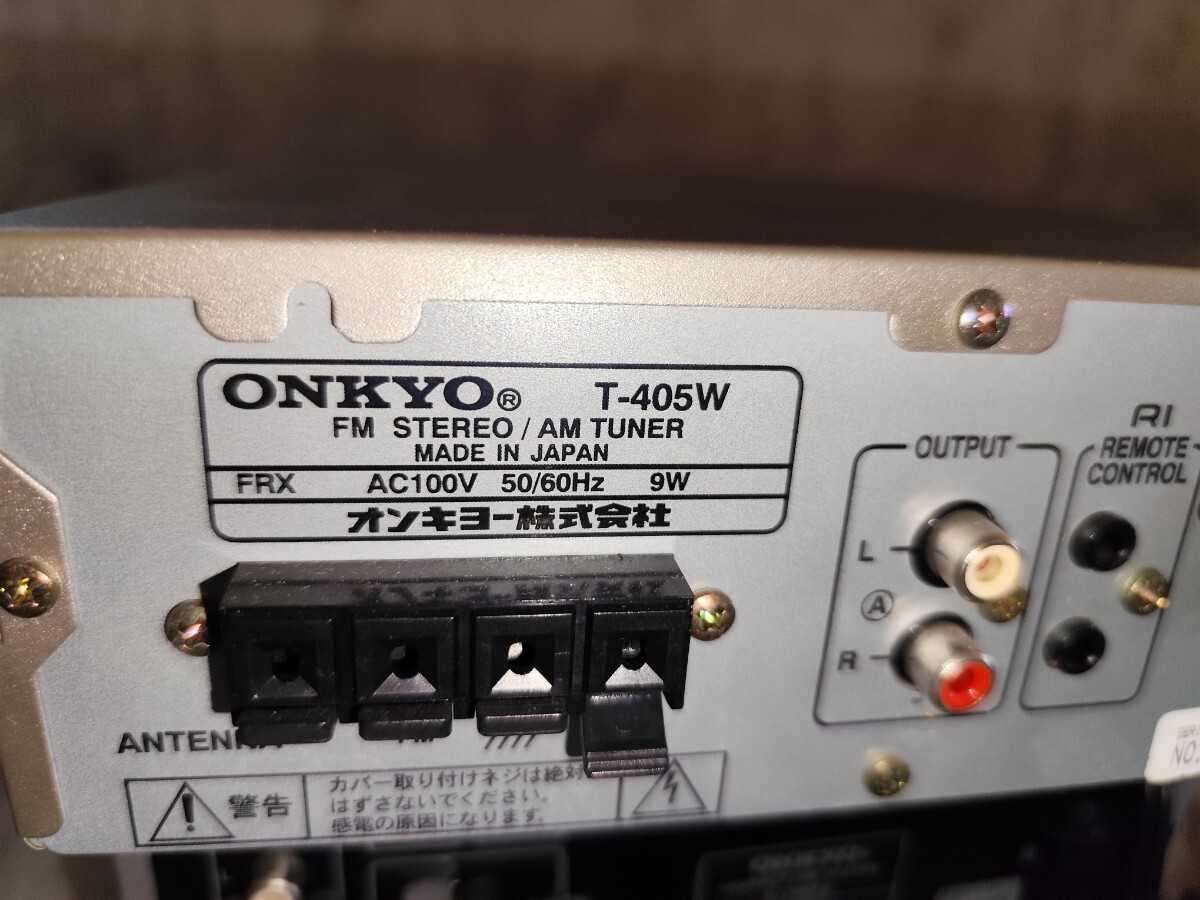 ONKYO® T-405W
FM STEREO / AM TUNER
MADE IN JAPAN
FRX AC100V 50/60Hz 9W
オンキヨー株式会社
OUTPUT
L
A
R
RI
REMOTE
CONTROL
ANTENNA
警告
カバー取り付けネジは絶対
はずさないでください。
感電の原因になります。
NO.